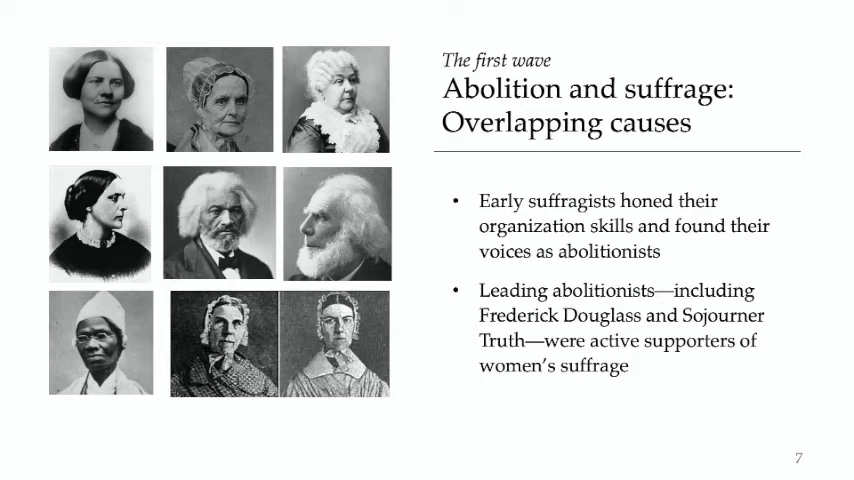 The first wave
Abolition and suffrage:
Overlapping causes
• Early suffragists honed their
organization skills and found their
voices as abolitionists
• Leading abolitionists—including
Frederick Douglass and Sojourner
Truth—were active supporters of
women’s suffrage
7